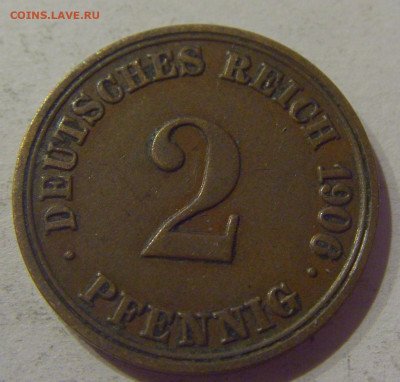 COINS.LAVE.RU
· DEUTSCHES REICH 1906 ·
2
PFENNIG